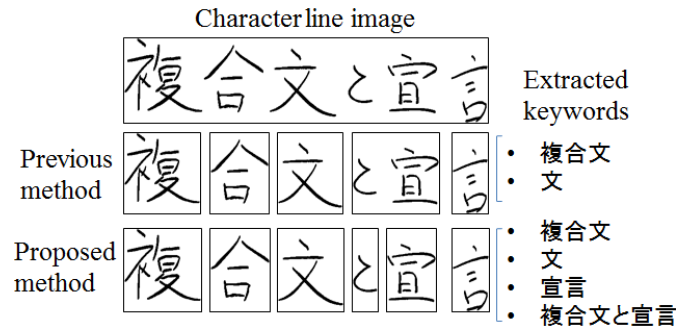 Character line image
複合文と宣言
Extracted keywords
Previous method
複合文と宣言
• 複合文
• 文
Proposed method
複合文と宣言
• 複合文
• 文
• 宣言
• 複合文と宣言